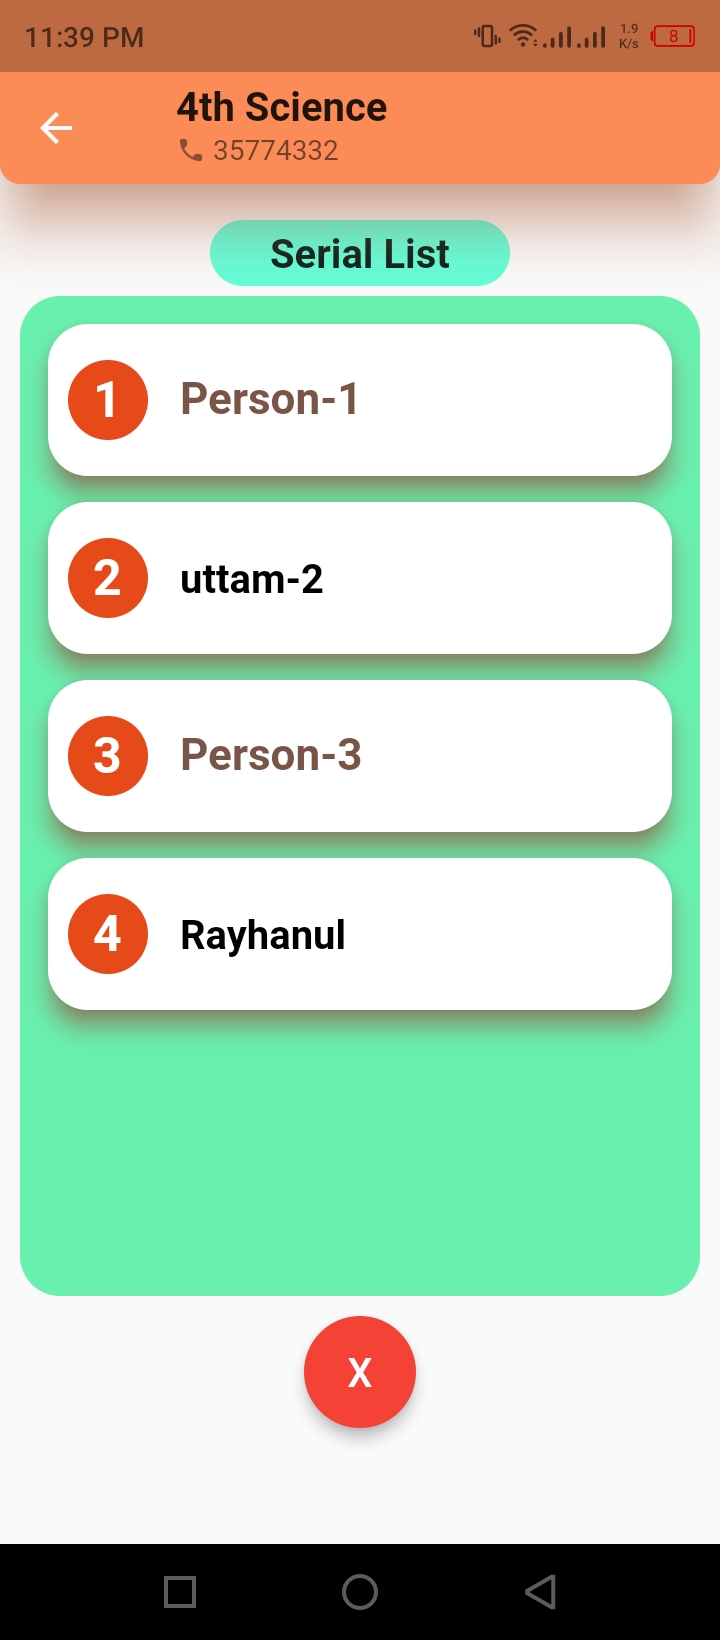 11:39 PM
1.9
K/s
8
4th Science
35774332
Serial List
1 Person-1
2 uttam-2
3 Person-3
4 Rayhanul
X